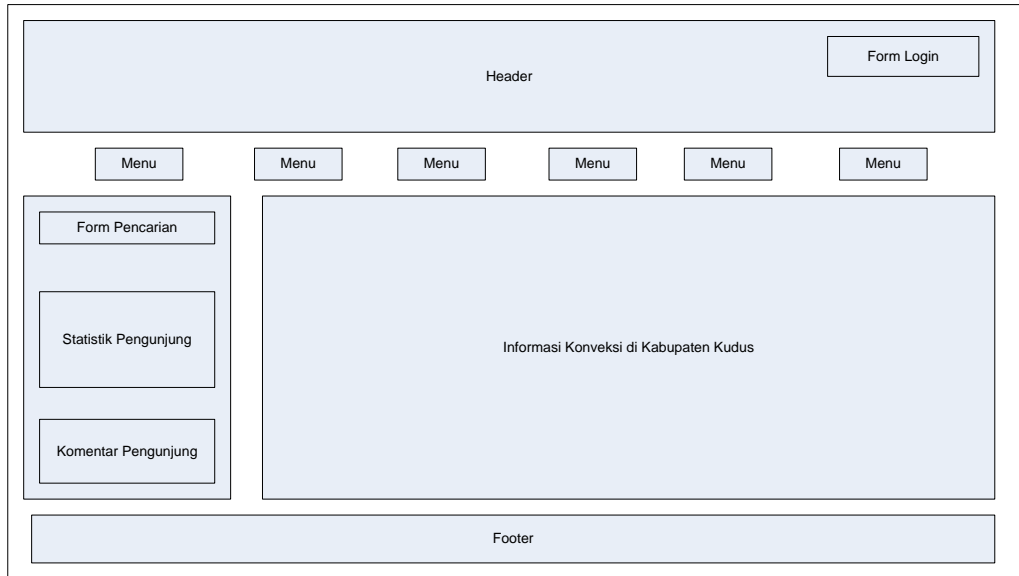 Form Login
Header
Menu
Menu
Menu
Menu
Menu
Menu
Form Pencarian
Statistik Pengunjung
Komentar Pengunjung
Informasi Konveksi di Kabupaten Kudus
Footer